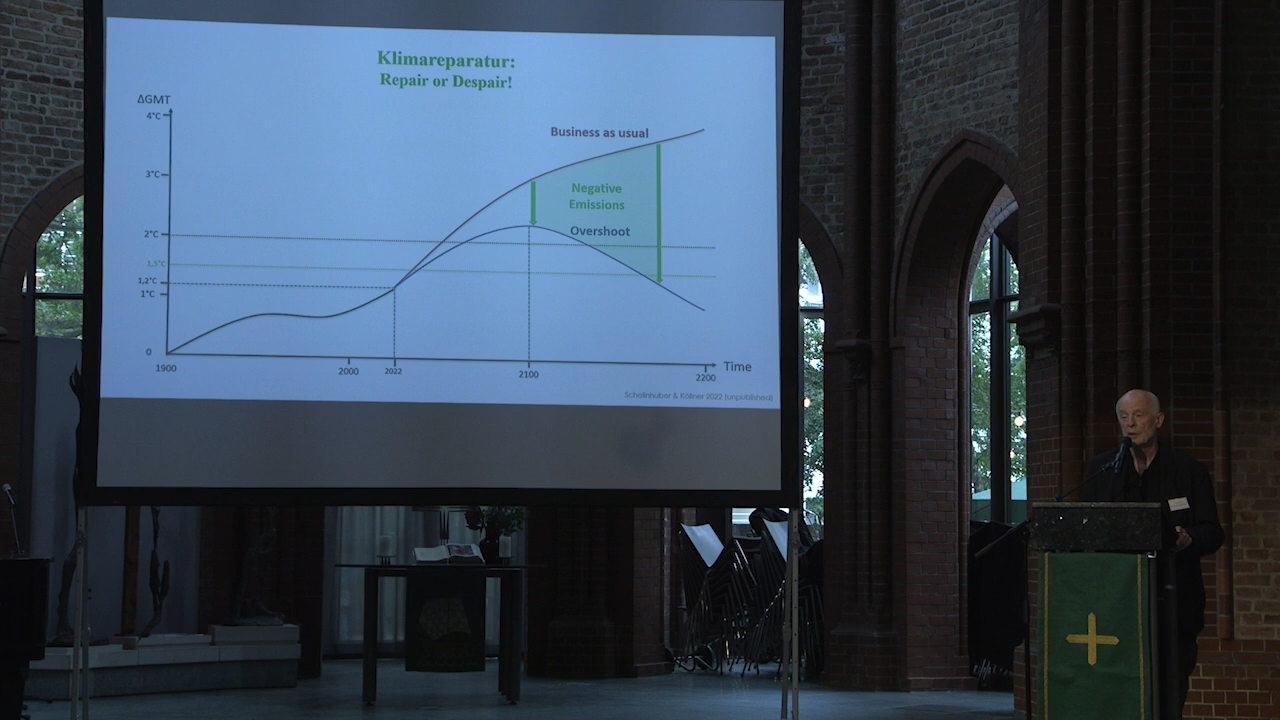 Klimareparatur:
Repair or Despair!
ΔGMT
4°C
Business as usual
3°C
Negative
Emissions
2°C
Overshoot
1,5°C
1,2°C
1°C
0
1900
2000
2022
2100
2200
Time
Schellnhuber & Köllner 2022 (unpublished)